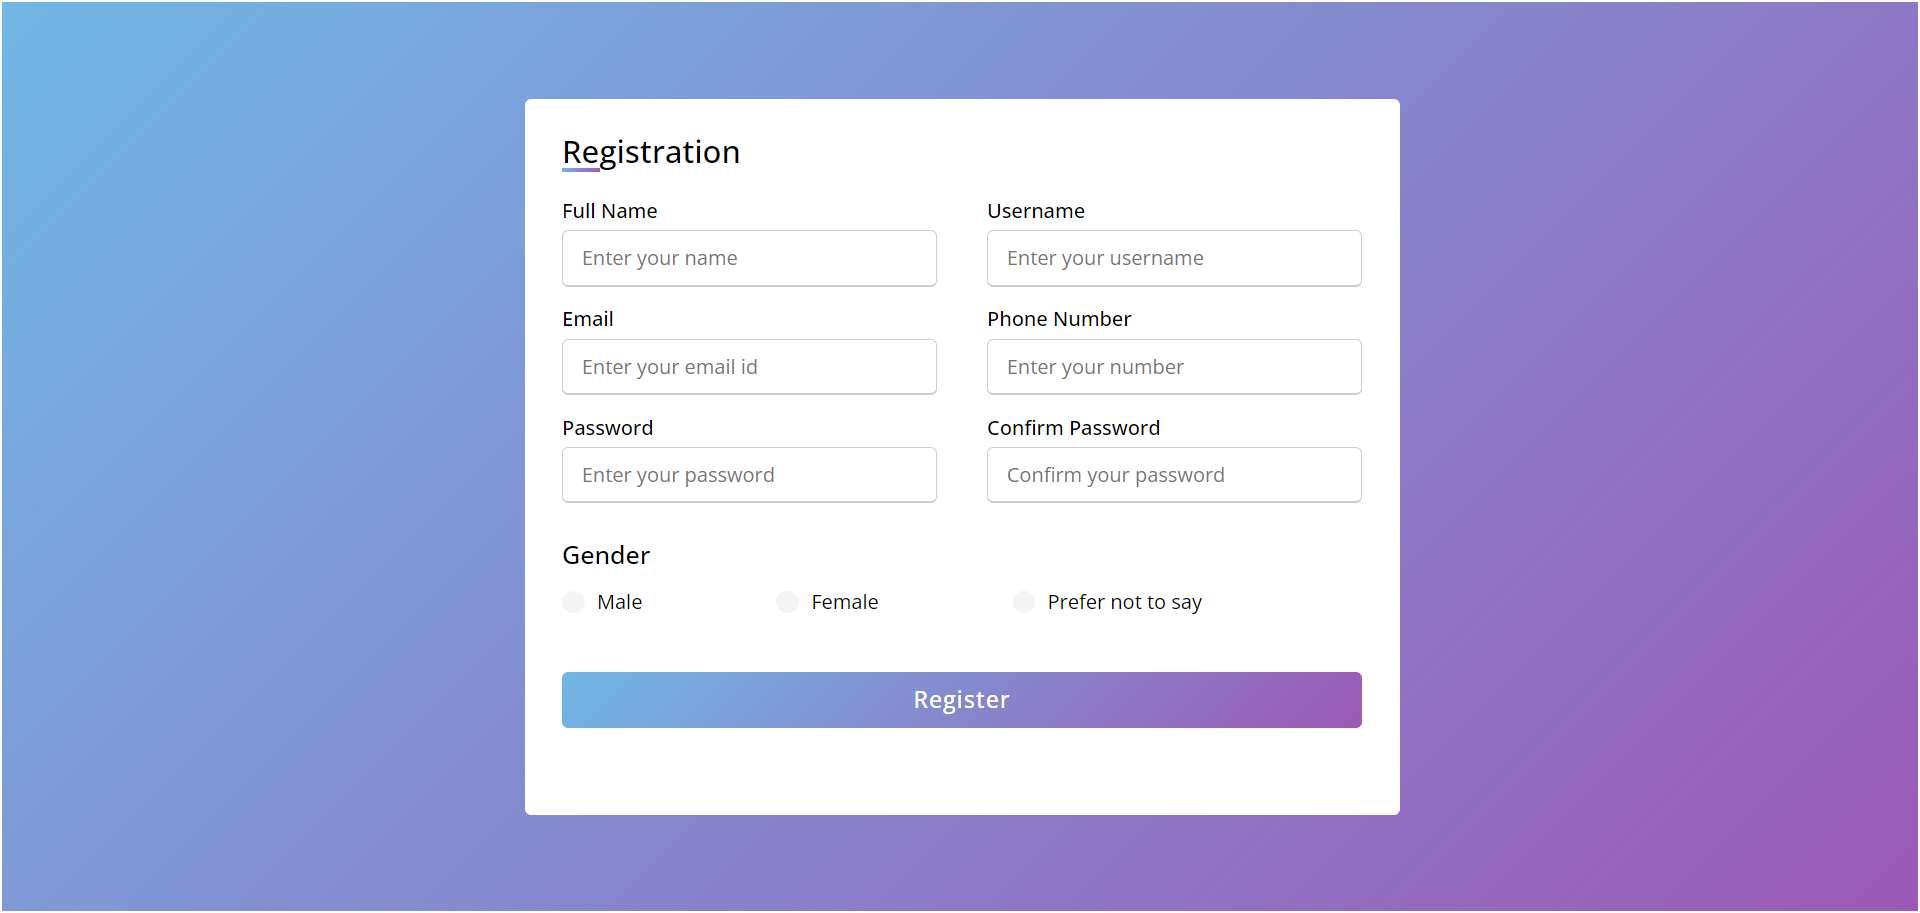 Registration
Full Name
Username
Enter your name
Enter your username
Email
Phone Number
Enter your email id
Enter your number
Password
Confirm Password
Enter your password
Confirm your password
Gender
Male
Female
Prefer not to say
Register